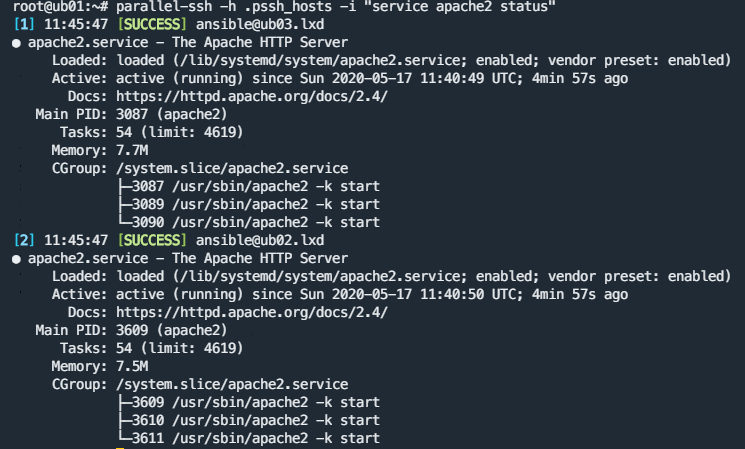 root@ub01:~# parallel-ssh -h .pssh_hosts -i "service apache2 status"
[1] 11:45:47 [SUCCESS] ansible@ub03.lxd
● apache2.service - The Apache HTTP Server
Loaded: loaded (/lib/systemd/system/apache2.service; enabled; vendor preset: enabled)
Active: active (running) since Sun 2020-05-17 11:40:49 UTC; 4min 57s ago
Docs: https://httpd.apache.org/docs/2.4/
Main PID: 3087 (apache2)
Tasks: 54 (limit: 4619)
Memory: 7.7M
CGroup: /system.slice/apache2.service
├─3087 /usr/sbin/apache2 -k start
├─3089 /usr/sbin/apache2 -k start
└─3090 /usr/sbin/apache2 -k start
[2] 11:45:47 [SUCCESS] ansible@ub02.lxd
● apache2.service - The Apache HTTP Server
Loaded: loaded (/lib/systemd/system/apache2.service; enabled; vendor preset: enabled)
Active: active (running) since Sun 2020-05-17 11:40:50 UTC; 4min 57s ago
Docs: https://httpd.apache.org/docs/2.4/
Main PID: 3609 (apache2)
Tasks: 54 (limit: 4619)
Memory: 7.5M
CGroup: /system.slice/apache2.service
├─3609 /usr/sbin/apache2 -k start
├─3610 /usr/sbin/apache2 -k start
└─3611 /usr/sbin/apache2 -k start